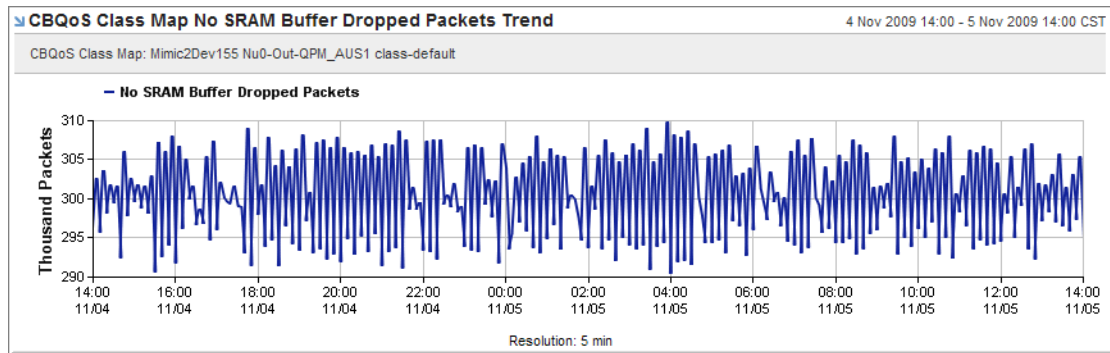 CBQoS Class Map No SRAM Buffer Dropped Packets Trend 4 Nov 2009 14:00 - 5 Nov 2009 14:00 CST
CBQoS Class Map: Mimic2Dev155 Nu0-Out-QPM_AUS1 class-default
No SRAM Buffer Dropped Packets
Thousand Packets
310
305
300
295
290
14:00 16:00 18:00 20:00 22:00 00:00 02:00 04:00 06:00 08:00 10:00 12:00 14:00
11/04 11/04 11/04 11/04 11/04 11/05 11/05 11/05 11/05 11/05 11/05 11/05 11/05
Resolution: 5 min